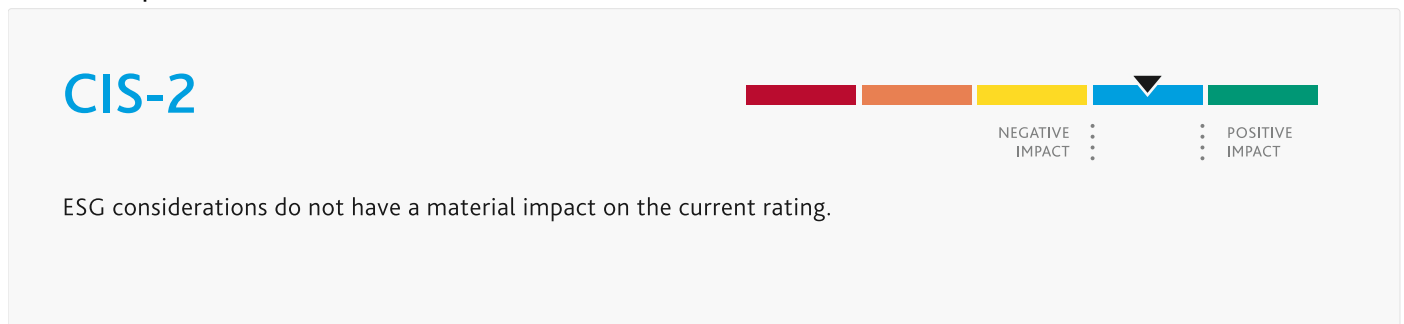 CIS-2
NEGATIVE
IMPACT
POSITIVE
IMPACT
ESG considerations do not have a material impact on the current rating.